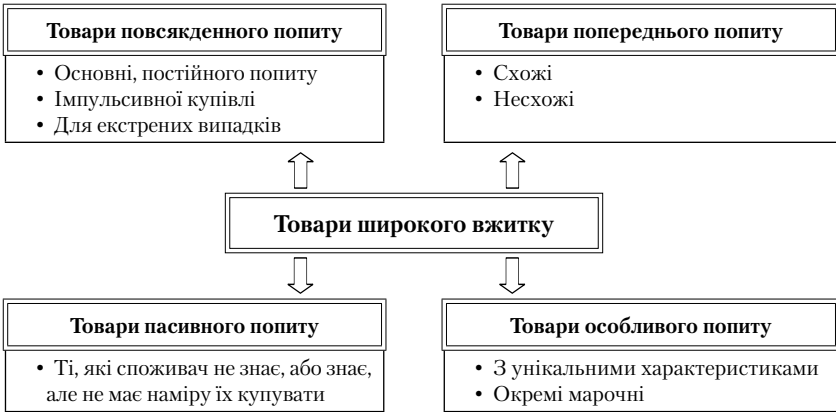 Товари повсякденного попиту
• Основні, постійного попиту
• Імпульсивної купівлі
• Для екстрених випадків
Товари попереднього попиту
• Схожі
• Несхожі
Товари широкого вжитку
Товари пасивного попиту
• Ті, які споживач не знає, або знає,
але не має наміру їх купувати
Товари особливого попиту
• З унікальними характеристиками
• Окремі марочні